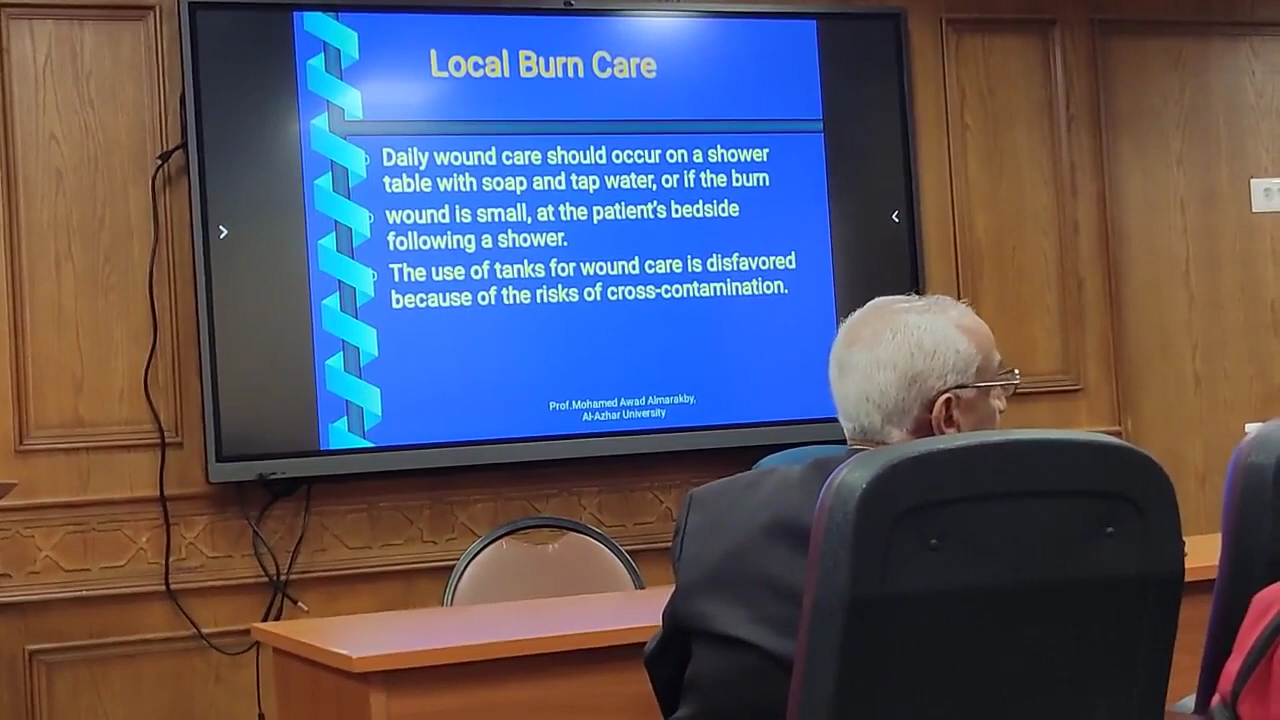 Local Burn Care
Daily wound care should occur on a shower
table with soap and tap water, or if the burn
wound is small, at the patient's bedside
following a shower.
The use of tanks for wound care is disfavored
because of the risks of cross-contamination.
Prof.Mohamed Awad Almarakby,
Al-Azhar University